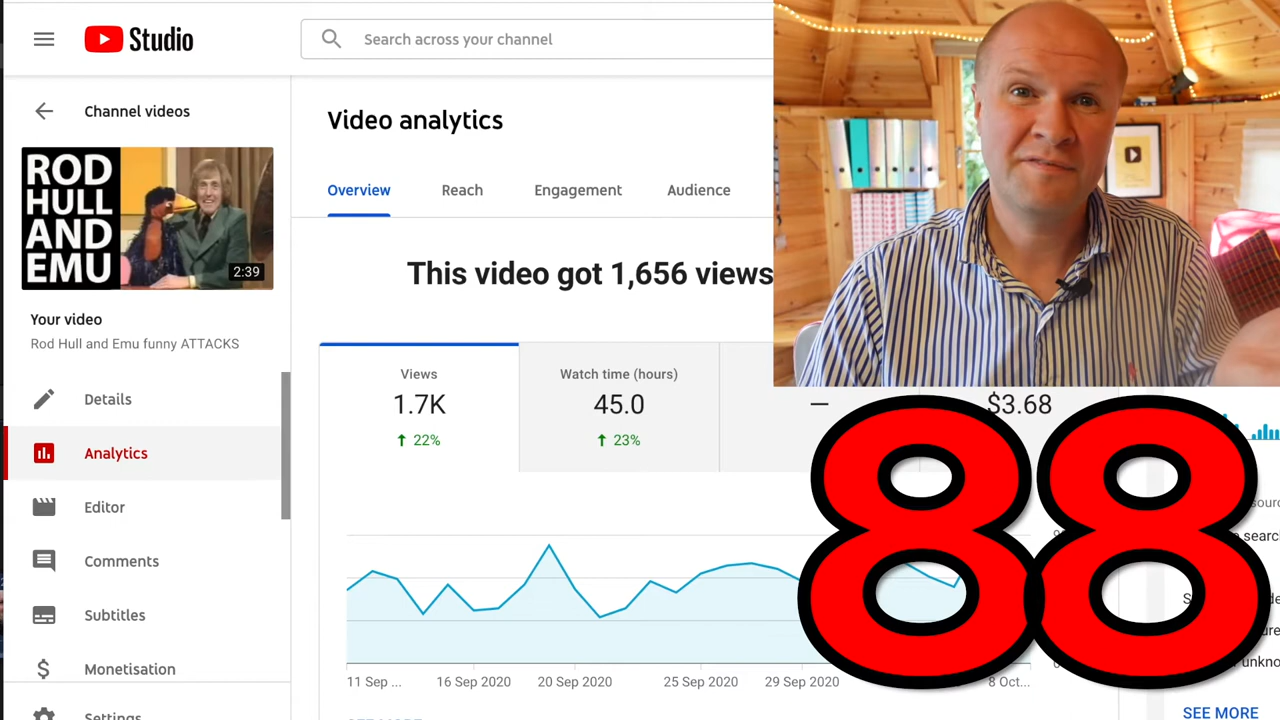 Studio
Search across your channel
Channel videos
ROD
HULL
AND
EMU
2:39
Your video
Rod Hull and Emu funny ATTACKS
Details
Analytics
Editor
Comments
Subtitles
Monetisation
Settings
Video analytics
Overview
Reach
Engagement
Audience
This video got 1,656 views
Views
1.7K
22%
Watch time (hours)
45.0
23%
—
$3.68
11 Sep ...
16 Sep 2020
20 Sep 2020
25 Sep 2020
29 Sep 2020
8 Oct...
88
SEE MORE